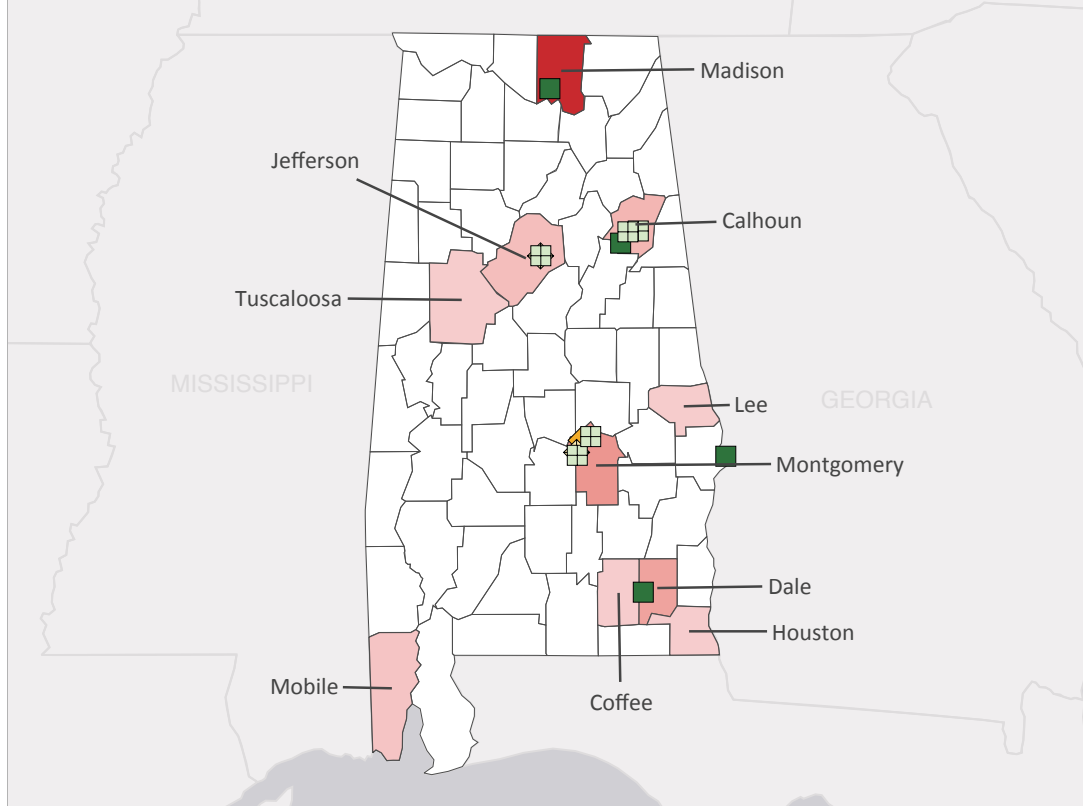 Madison
Jefferson
Calhoun
Tuscaloosa
MISSISSIPPI
GEORGIA
Lee
Montgomery
Dale
Houston
Mobile
Coffee